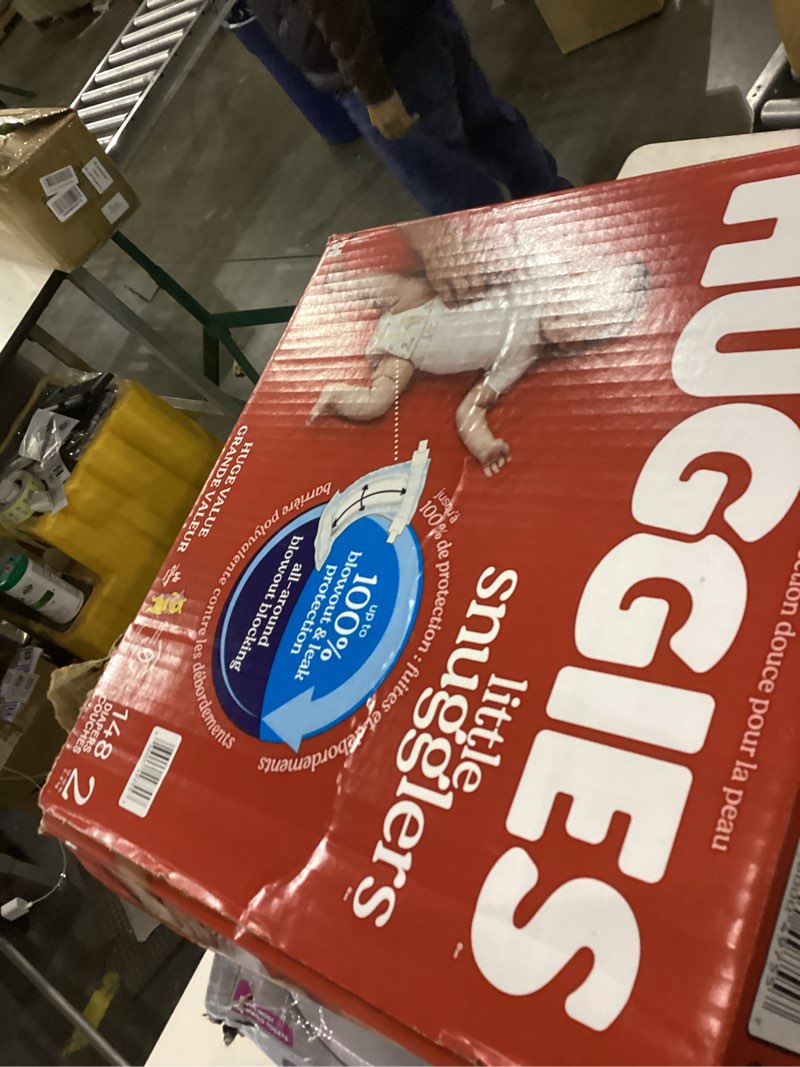 HUGGIES
ction douce pour la peau
little
snugglers
jusqu'à
100% de protection : fuites et débordements
up to
100%
blowout & leak
protection
all-around
blowout blocking
barrière polyvalente contre les débordements
HUGE VALUE
GRANDE VALEUR
148
DIAPERS
COUCHES
2